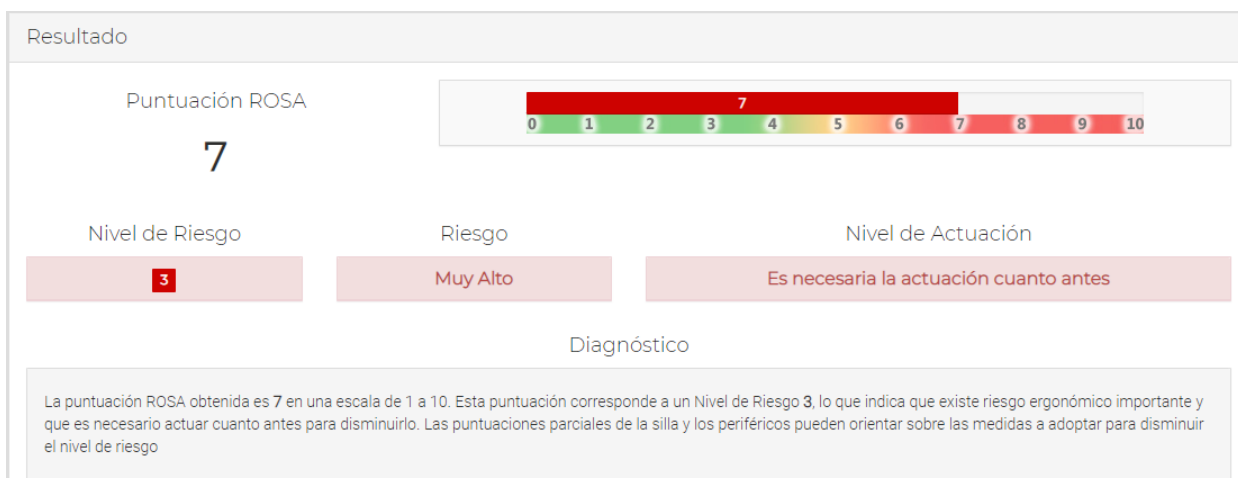 Resultado
Puntuación ROSA
7
7
0 1 2 3 4 5 6 7 8 9 10
Nivel de Riesgo
Riesgo
Nivel de Actuación
3
Muy Alto
Es necesaria la actuación cuanto antes
Diagnóstico
La puntuación ROSA obtenida es 7 en una escala de 1 a 10. Esta puntuación corresponde a un Nivel de Riesgo 3, lo que indica que existe riesgo ergonómico importante y
que es necesario actuar cuanto antes para disminuirlo. Las puntuaciones parciales de la silla y los periféricos pueden orientar sobre las medidas a adoptar para disminuir
el nivel de riesgo